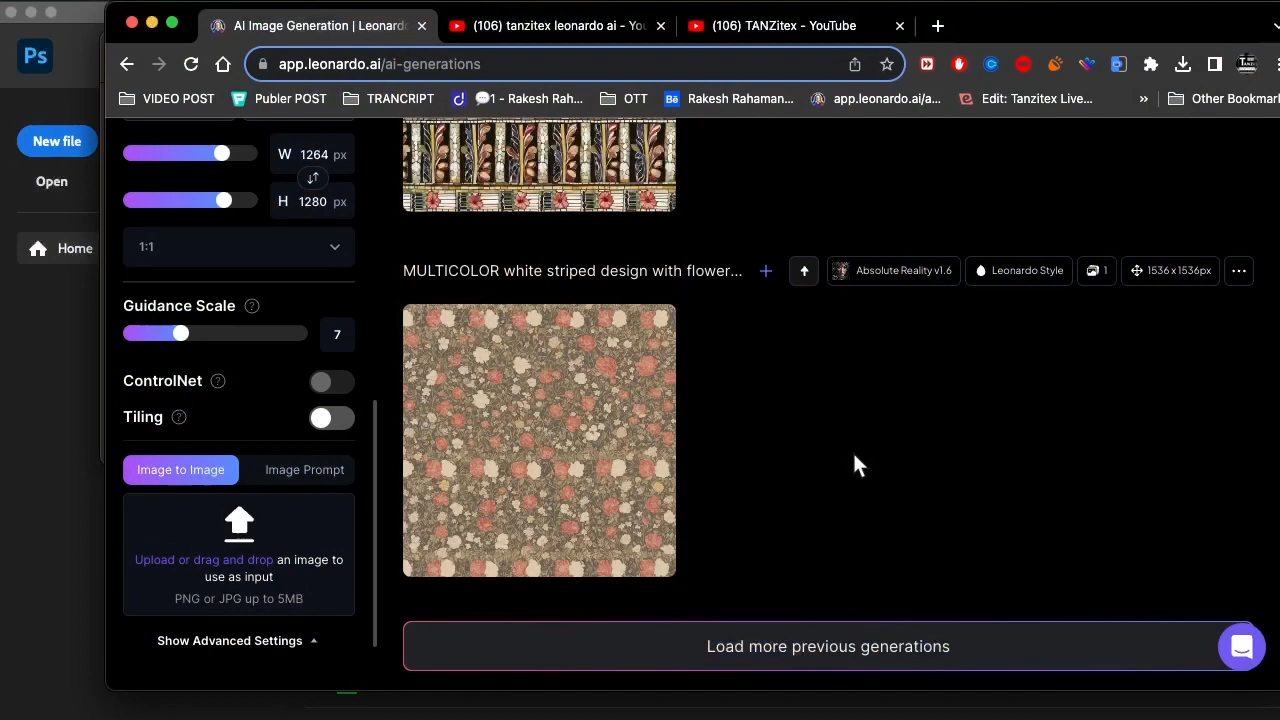 AI Image Generation | Leonardo
(106) tanzitex leonardo ai - You
(106) TANZitex - YouTube
Ps
app.leonardo.ai/ai-generations
VIDEO POST
Publer POST
TRANCRIPT
💬1 - Rakesh Rah...
OTT
Bē
Rakesh Rahaman...
app.leonardo.ai/a...
Edit: Tanzitex Live...
»
Other Bookmar
New file
Open
Home
W 1264 px
H 1280 px
1:1
Guidance Scale
7
ControlNet
Tiling
Image to Image
Image Prompt
Upload or drag and drop an image to
use as input
PNG or JPG up to 5MB
Show Advanced Settings
MULTICOLOR white striped design with flower...
Absolute Reality v1.6
Leonardo Style
1
1536 x 1536px
Load more previous generations